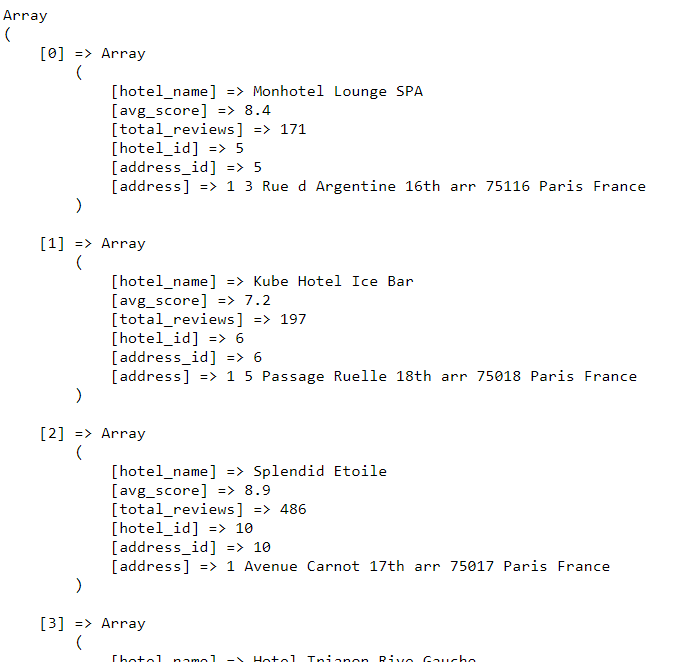 Array
(
    [0] => Array
        (
            [hotel_name] => Monhotel Lounge SPA
            [avg_score] => 8.4
            [total_reviews] => 171
            [hotel_id] => 5
            [address_id] => 5
            [address] => 1 3 Rue d Argentine 16th arr 75116 Paris France
        )
    [1] => Array
        (
            [hotel_name] => Kube Hotel Ice Bar
            [avg_score] => 7.2
            [total_reviews] => 197
            [hotel_id] => 6
            [address_id] => 6
            [address] => 1 5 Passage Ruelle 18th arr 75018 Paris France
        )
    [2] => Array
        (
            [hotel_name] => Splendid Etoile
            [avg_score] => 8.9
            [total_reviews] => 486
            [hotel_id] => 10
            [address_id] => 10
            [address] => 1 Avenue Carnot 17th arr 75017 Paris France
        )
    [3] => Array
        (
            [hotel_name] => Hotel Trianon Rive Gauche